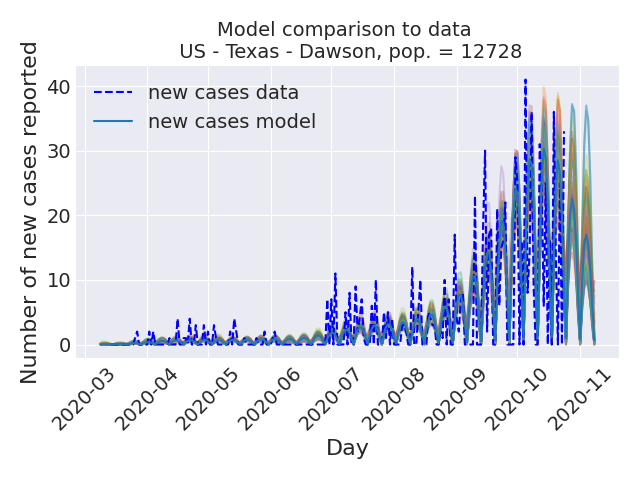 Model comparison to data
US - Texas - Dawson, pop. = 12728
Number of new cases reported
40
30
20
10
0
new cases data
new cases model
2020-03
2020-04
2020-05
2020-06
2020-07
2020-08
2020-09
2020-10
2020-11
Day